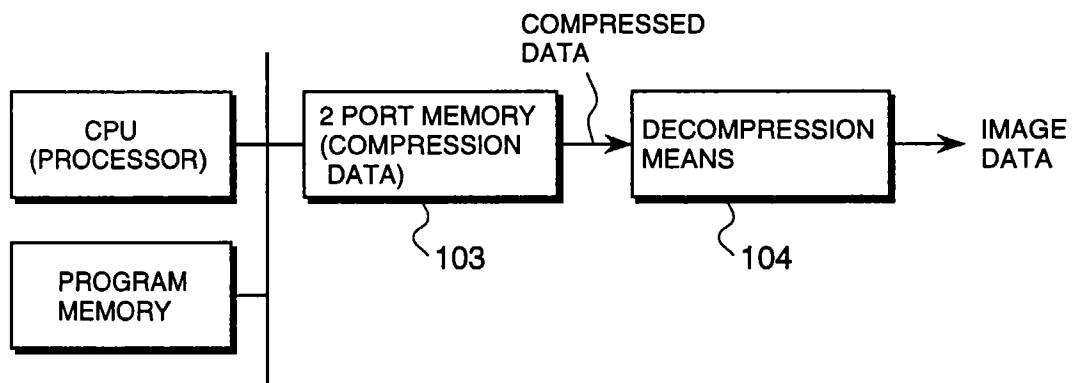 COMPRESSED
DATA
CPU
(PROCESSOR)
2 PORT MEMORY
(COMPRESSION
DATA)
DECOMPRESSION
MEANS
IMAGE
DATA
103
104
PROGRAM
MEMORY